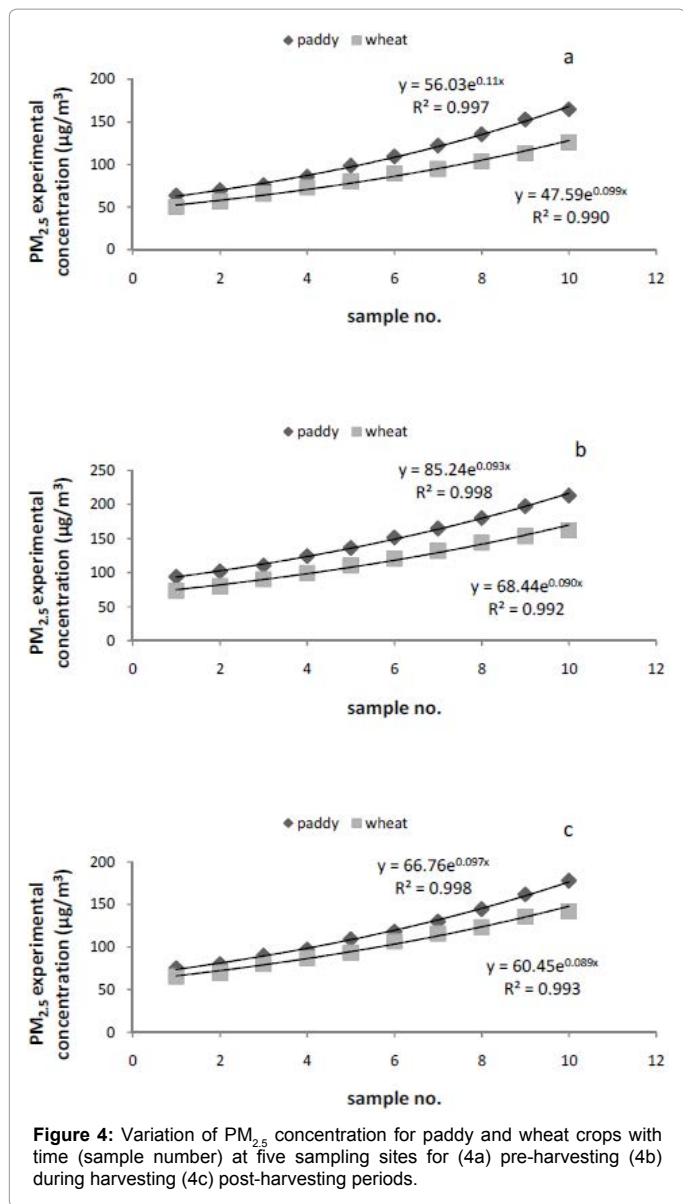 ◆paddy ■wheat
a
200
150
100
50
0
PM2.5 experimental
concentration (µg/m³)
y = 56.03e^0.11x
R² = 0.997
y = 47.59e^0.099x
R² = 0.990
0 2 4 6 8 10 12
sample no.
◆paddy ■wheat
b
250
200
150
100
50
0
PM2.5 experimental
concentration (µg/m³)
y = 85.24e^0.093x
R² = 0.998
y = 68.44e^0.090x
R² = 0.992
0 2 4 6 8 10 12
sample no.
◆paddy ■wheat
c
200
150
100
50
0
PM2.5 experimental
concentration (µg/m³)
y = 66.76e^0.097x
R² = 0.998
y = 60.45e^0.089x
R² = 0.993
0 2 4 6 8 10 12
sample no.
Figure 4: Variation of PM2.5 concentration for paddy and wheat crops with
time (sample number) at five sampling sites for (4a) pre-harvesting (4b)
during harvesting (4c) post-harvesting periods.